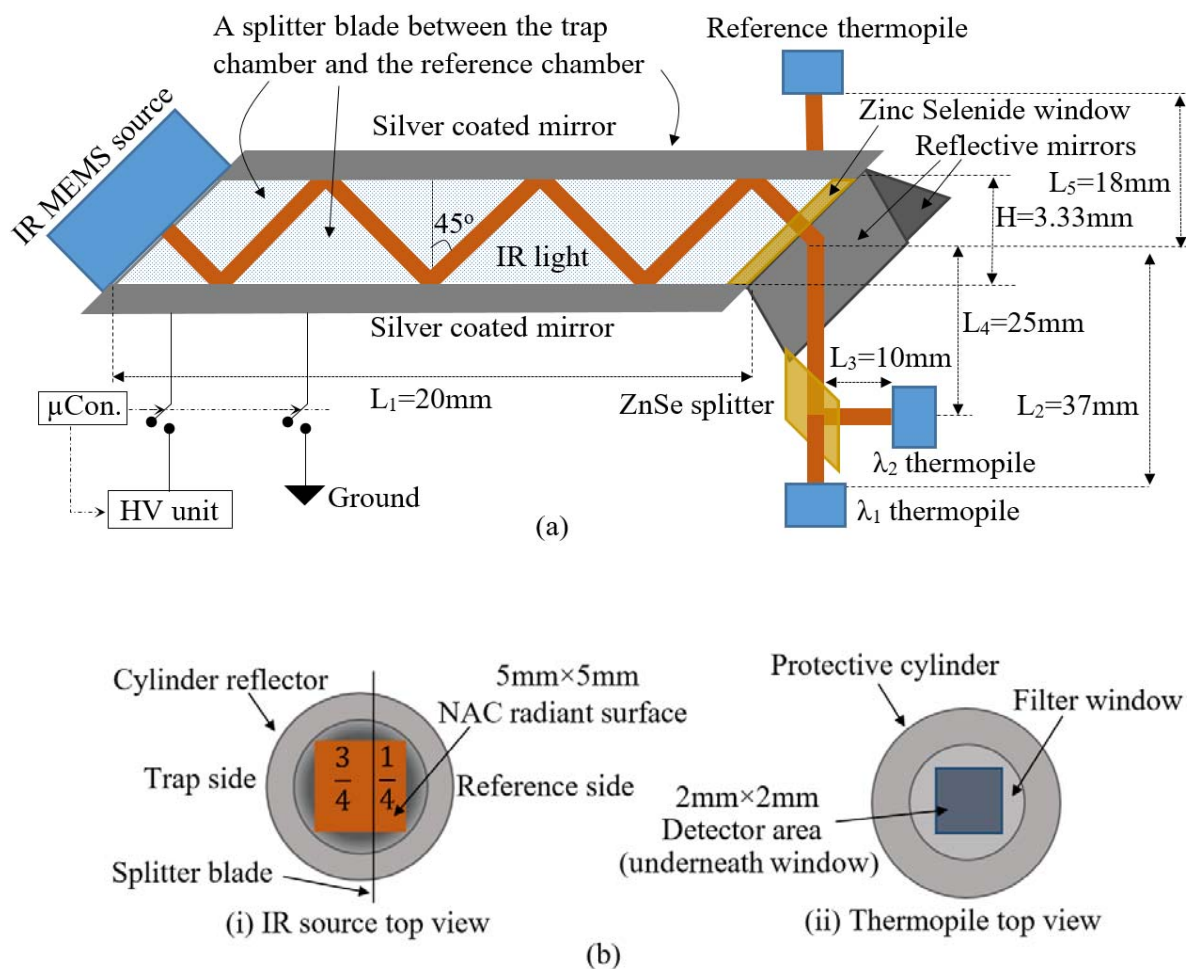 A splitter blade between the trap
chamber and the reference chamber
Reference thermopile
IR MEMS source
Silver coated mirror
Zinc Selenide window
Reflective mirrors
L₅=18mm
H=3.33mm
45°
IR light
Silver coated mirror
L₄=25mm
L₃=10mm
L₁=20mm
ZnSe splitter
L₂=37mm
μCon.
HV unit
Ground
λ₂ thermopile
λ₁ thermopile
(a)
Cylinder reflector
5mm×5mm
NAC radiant surface
3/4
1/4
Trap side
Reference side
Splitter blade
(i) IR source top view
Protective cylinder
Filter window
2mm×2mm
Detector area
(underneath window)
(ii) Thermopile top view
(b)